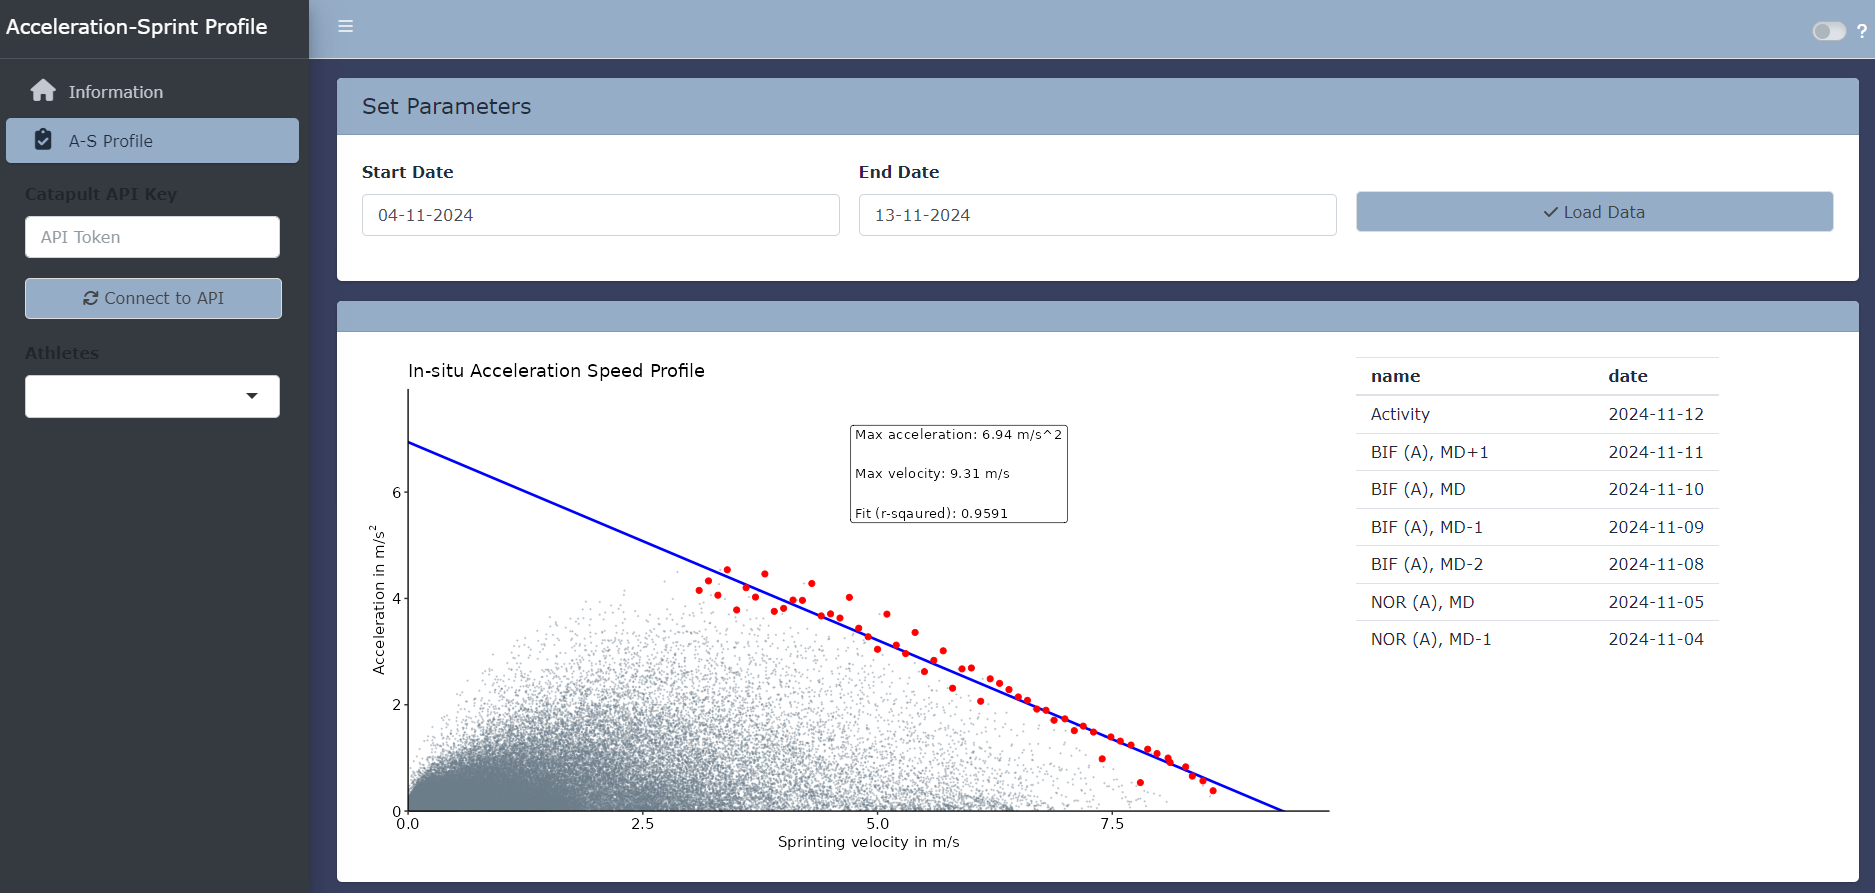 Acceleration-Sprint Profile
?
Information
A-S Profile
Catapult API Key
API Token
Connect to API
Athletes
Set Parameters
Start Date
End Date
04-11-2024
13-11-2024
Load Data
In-situ Acceleration Speed Profile
Max acceleration: 6.94 m/s^2
Max velocity: 9.31 m/s
Fit (r-sqaured): 0.9591
Acceleration in m/s²
6
4
2
0
0.0 2.5 5.0 7.5
Sprinting velocity in m/s
name date
Activity 2024-11-12
BIF (A), MD+1 2024-11-11
BIF (A), MD 2024-11-10
BIF (A), MD-1 2024-11-09
BIF (A), MD-2 2024-11-08
NOR (A), MD 2024-11-05
NOR (A), MD-1 2024-11-04